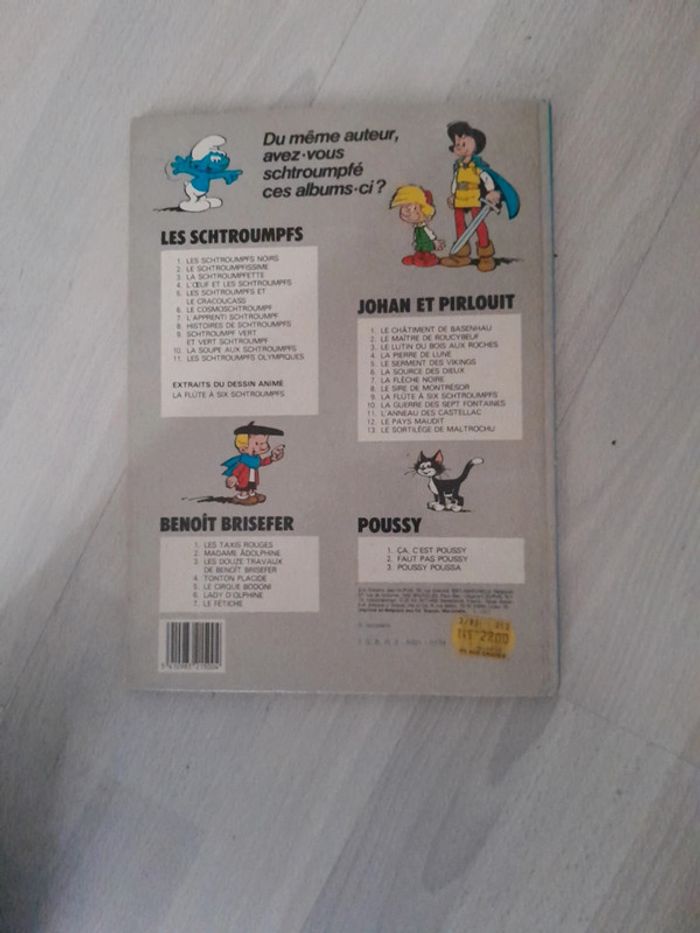 Du même auteur,
avez-vous
schtroumpfé
ces albums-ci ?
LES SCHTROUMPFS
1. LES SCHTROUMPFS NOIRS
2. LE SCHTROUMPFISSIME
3. LA SCHTROUMPFETTE
4. L'ŒUF ET LES SCHTROUMPFS
5. LES SCHTROUMPFS ET
LE CRACOUCASS
6. LE COSMOSCHTROUMPF
7. L'APPRENTI SCHTROUMPF
8. HISTOIRES DE SCHTROUMPFS
9. SCHTROUMPF VERT
ET VERT SCHTROUMPF
10. LA SOUPE AUX SCHTROUMPFS
11. LES SCHTROUMPFS OLYMPIQUES
EXTRAITS DU DESSIN ANIMÉ
LA FLÛTE À SIX SCHTROUMPFS
JOHAN ET PIRLOUIT
1. LE CHÂTIMENT DE BASENHAU
2. LE MAÎTRE DE ROUCYBEUF
3. LE LUTIN DU BOIS AUX ROCHES
4. LA PIERRE DE LUNE
5. LE SERMENT DES VIKINGS
6. LA SOURCE DES DIEUX
7. LA FLÈCHE NOIRE
8. LE SIRE DE MONTRÉSOR
9. LA FLÛTE À SIX SCHTROUMPFS
10. LA GUERRE DES SEPT FONTAINES
11. L'ANNEAU DES CASTELLAC
12. LE PAYS MAUDIT
13. LE SORTILÈGE DE MALTROCHU
BENOÎT BRISEFER
1. LES TAXIS ROUGES
2. MADAME ADOLPHINE
3. LES DOUZE TRAVAUX
DE BENOÎT BRISEFER
4. TONTON PLACIDE
5. LE CIRQUE BODONI
6. LADY D'OLPHINE
7. LE FÉTICHE
POUSSY
1. ÇA, C'EST POUSSY
2. FAUT PAS POUSSY
3. POUSSY POUSSA